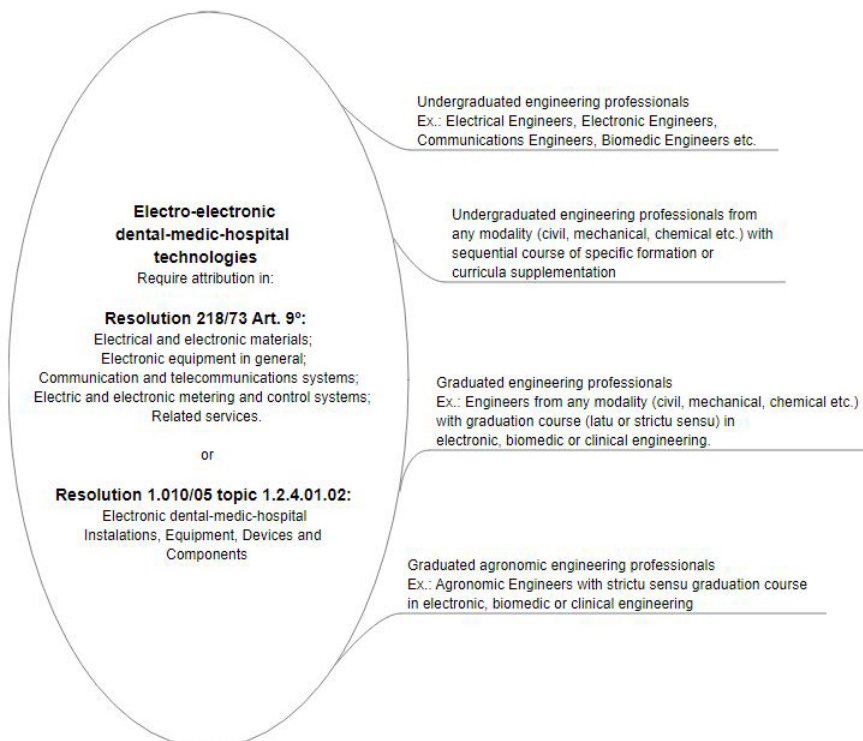 Electro-electronic
dental-medic-hospital
technologies
Require attribution in:
Resolution 218/73 Art. 9º:
Electrical and electronic materials;
Electronic equipment in general;
Communication and telecommunications systems;
Electric and electronic metering and control systems;
Related services.
or
Resolution 1.010/05 topic 1.2.4.01.02:
Electronic dental-medic-hospital
Instalations, Equipment, Devices and
Components
Undergraduated engineering professionals
Ex.: Electrical Engineers, Electronic Engineers,
Communications Engineers, Biomedic Engineers etc.
Undergraduated engineering professionals from
any modality (civil, mechanical, chemical etc.) with
sequential course of specific formation or
curricula supplementation
Graduated engineering professionals
Ex.: Engineers from any modality (civil, mechanical, chemical etc.)
with graduation course (latu or strictu sensu) in
electronic, biomedic or clinical engineering.
Graduated agronomic engineering professionals
Ex.: Agronomic Engineers with strictu sensu graduation course
in electronic, biomedic or clinical engineering